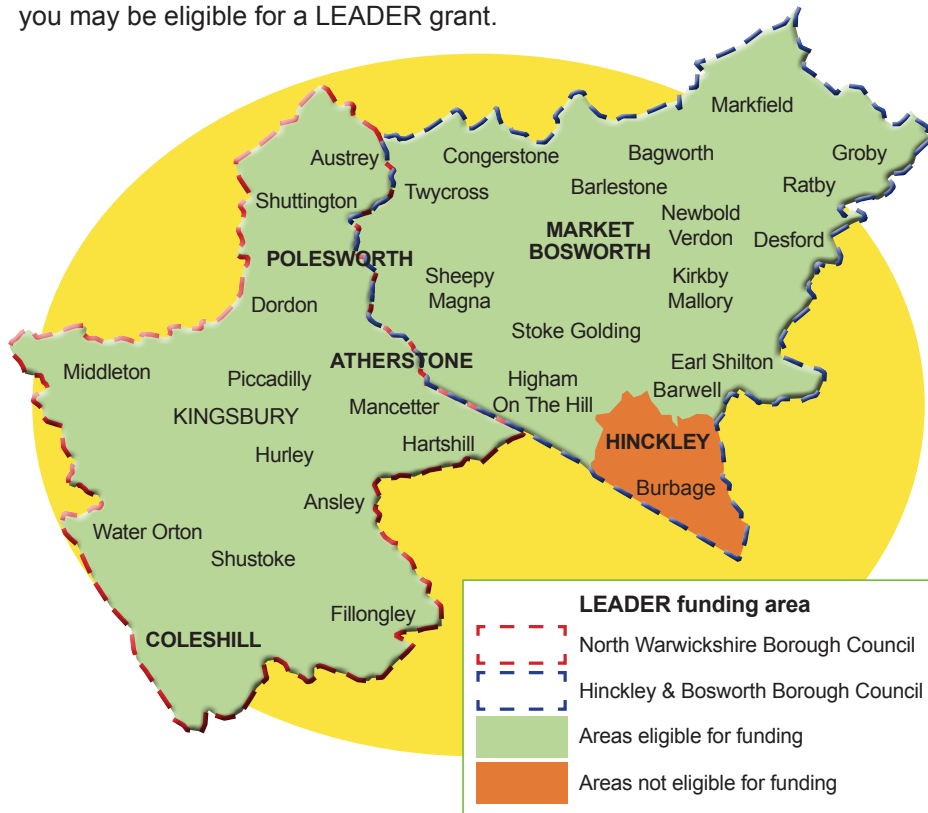 you may be eligible for a LEADER grant.
Markfield
Austrey
Congerstone
Bagworth
Groby
Shuttington
Twycross
Barlestone
Ratby
MARKET
BOSWORTH
Newbold
Verdon
Desford
POLESWORTH
Sheepy
Magna
Kirkby
Mallory
Dordon
Stoke Golding
ATHERSTONE
Earl Shilton
Middleton
Piccadilly
Higham
On The Hill
Barwell
KINGSBURY
Mancetter
Hurley
Hartshill
HINCKLEY
Ansley
Burbage
Water Orton
Shustoke
Fillongley
COLESHILL
LEADER funding area
North Warwickshire Borough Council
Hinckley & Bosworth Borough Council
Areas eligible for funding
Areas not eligible for funding